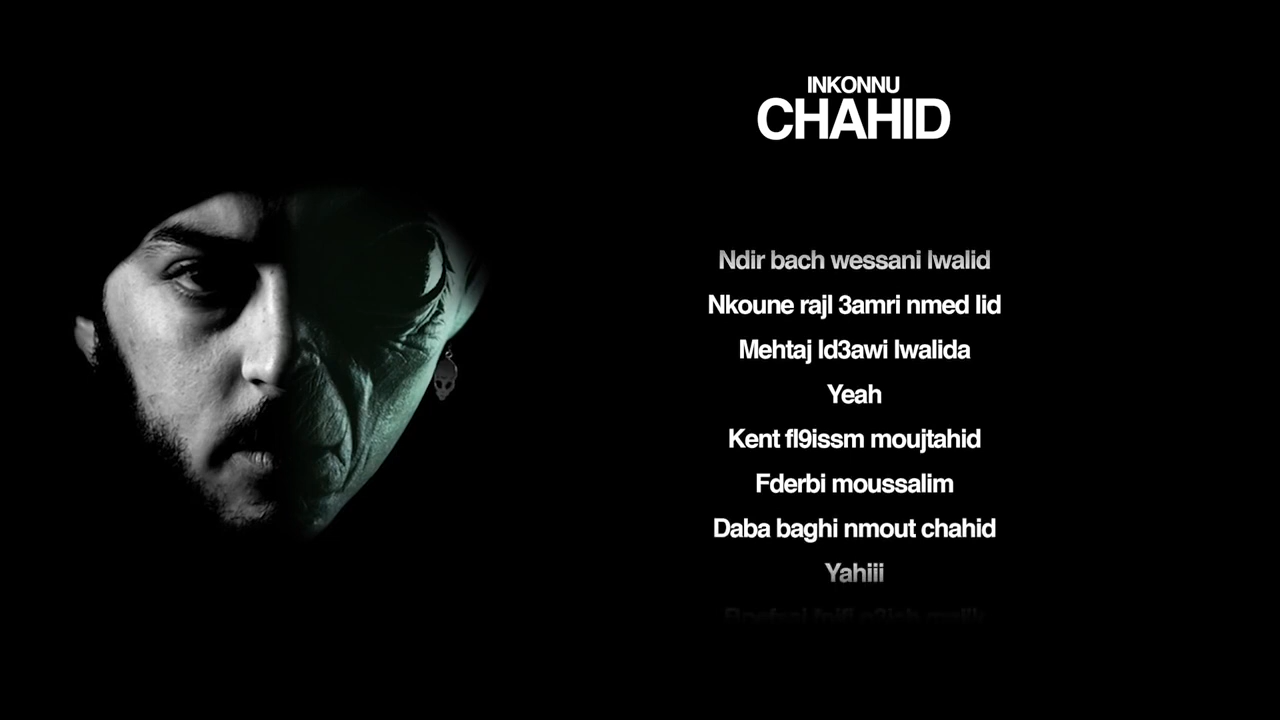 INKONNU
CHAHID
Ndir bach wessani lwalid
Nkoune rajl 3amri nmed lid
Mehtaj ld3awi lwalida
Yeah
Kent fl9issm moujtahid
Fderbi moussalim
Daba baghi nmout chahid
Yahiii